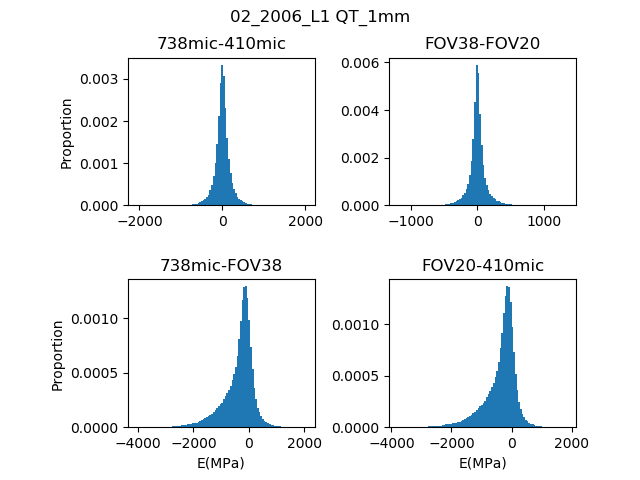 02_2006_L1 QT_1mm
738mic-410mic
FOV38-FOV20
Proportion
0.003
0.002
0.001
0.000
−2000 0 2000
0.006
0.004
0.002
0.000
−1000 0 1000
738mic-FOV38
FOV20-410mic
Proportion
0.0010
0.0005
0.0000
−4000 −2000 0 2000
E(MPa)
0.0010
0.0005
0.0000
−4000 −2000 0 2000
E(MPa)